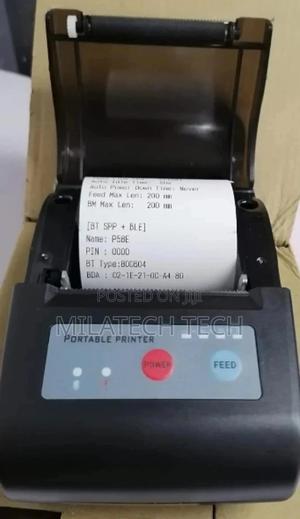 Auto Power Down Time: Never
Feed Max Len: 200 mm
BM Max Len: 200 mm
[BT SPP + BLE]
Name: P58E
PIN : 0000
BT Type:800804
BDA : 02-1E-21-0C-A4-80
POSTED ON jiji
MILATECH TECH
PORTABLE PRINTER
POWER
FEED